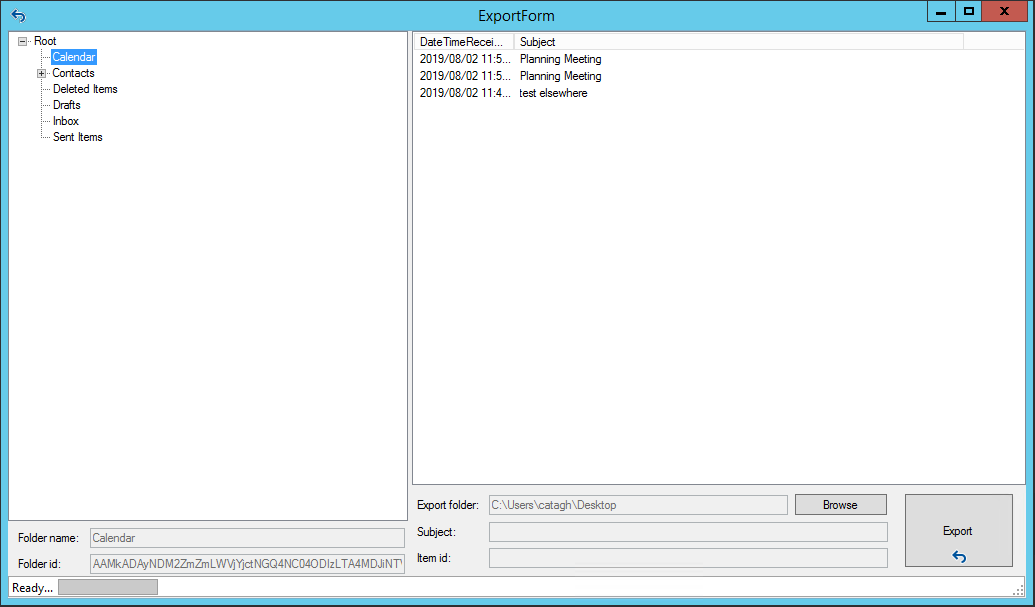 ExportForm
Root
Calendar
Contacts
Deleted Items
Drafts
Inbox
Sent Items
DateTimeRecei... Subject
2019/08/02 11:5... Planning Meeting
2019/08/02 11:5... Planning Meeting
2019/08/02 11:4... test elsewhere
Folder name: Calendar
Folder id: AAMkADAyNDM2ZmZmLWVjYjctNGQ4NC04ODIzLTA4MDJiNTV
Export folder: C:\Users\catagh\Desktop Browse
Subject:
Item id:
Export
Ready...